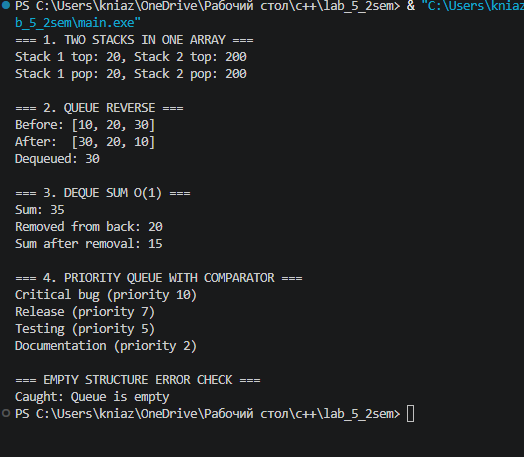 PS C:\Users\kniaz\OneDrive\Рабочий стол\c++\lab_5_2sem> & "C:\Users\kniaz
b_5_2sem\main.exe"
=== 1. TWO STACKS IN ONE ARRAY ===
Stack 1 top: 20, Stack 2 top: 200
Stack 1 pop: 20, Stack 2 pop: 200
=== 2. QUEUE REVERSE ===
Before: [10, 20, 30]
After:  [30, 20, 10]
Dequeued: 30
=== 3. DEQUE SUM O(1) ===
Sum: 35
Removed from back: 20
Sum after removal: 15
=== 4. PRIORITY QUEUE WITH COMPARATOR ===
Critical bug (priority 10)
Release (priority 7)
Testing (priority 5)
Documentation (priority 2)
=== EMPTY STRUCTURE ERROR CHECK ===
Caught: Queue is empty
PS C:\Users\kniaz\OneDrive\Рабочий стол\c++\lab_5_2sem>